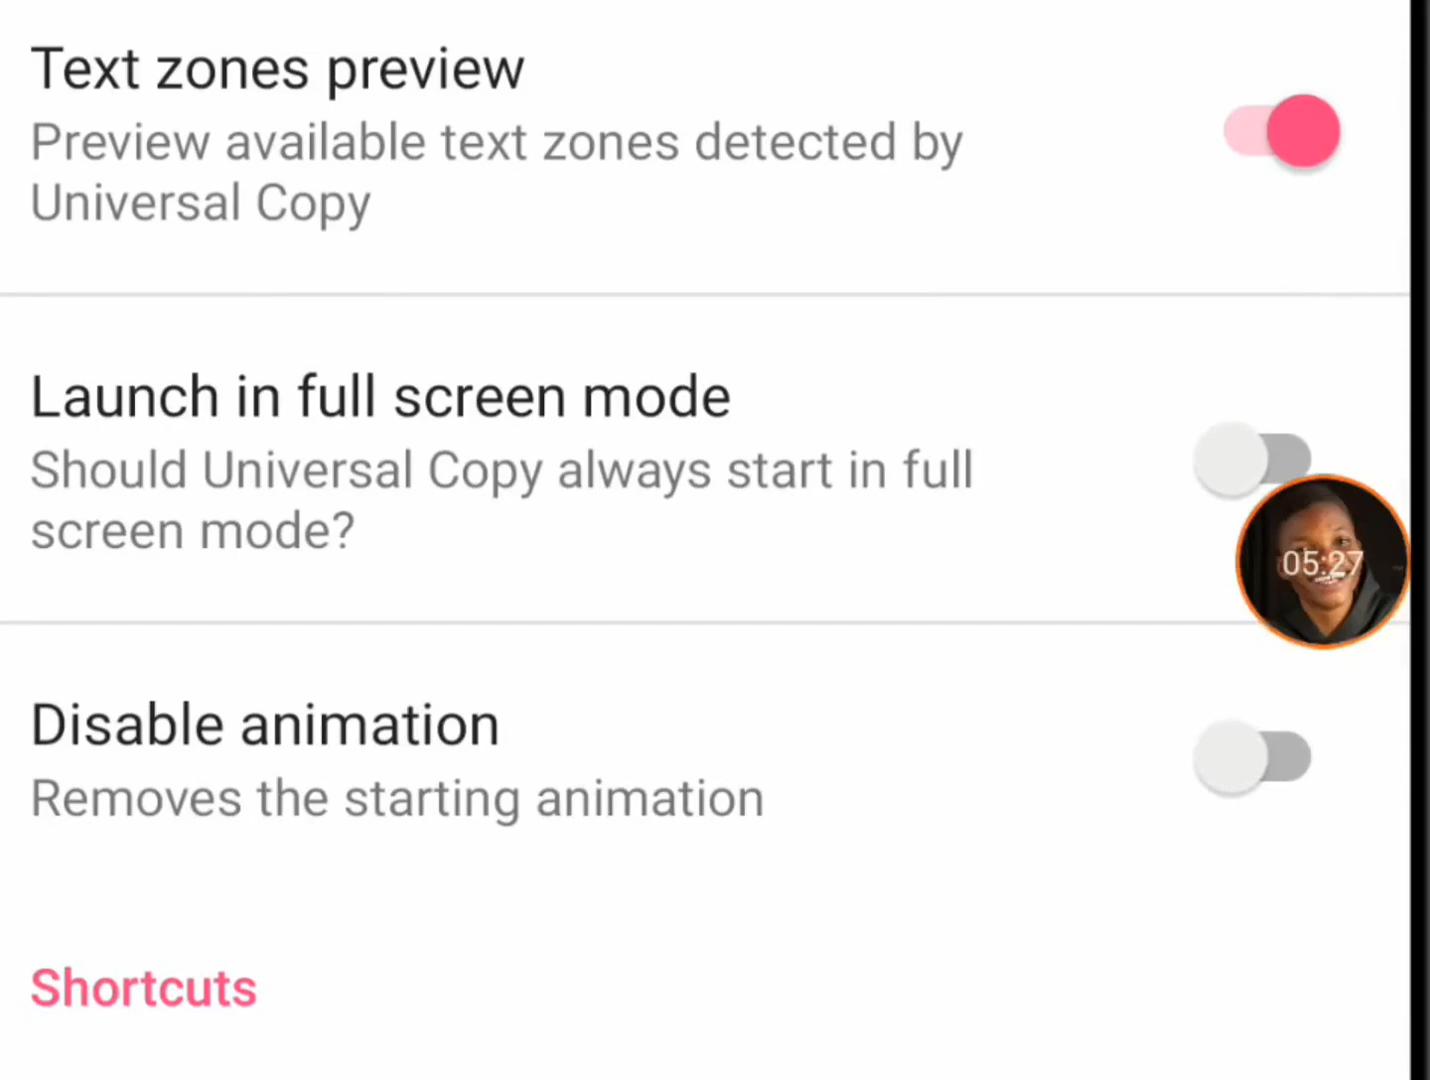 Text zones preview
Preview available text zones detected by
Universal Copy
Launch in full screen mode
Should Universal Copy always start in full
screen mode?
05:27
Disable animation
Removes the starting animation
Shortcuts